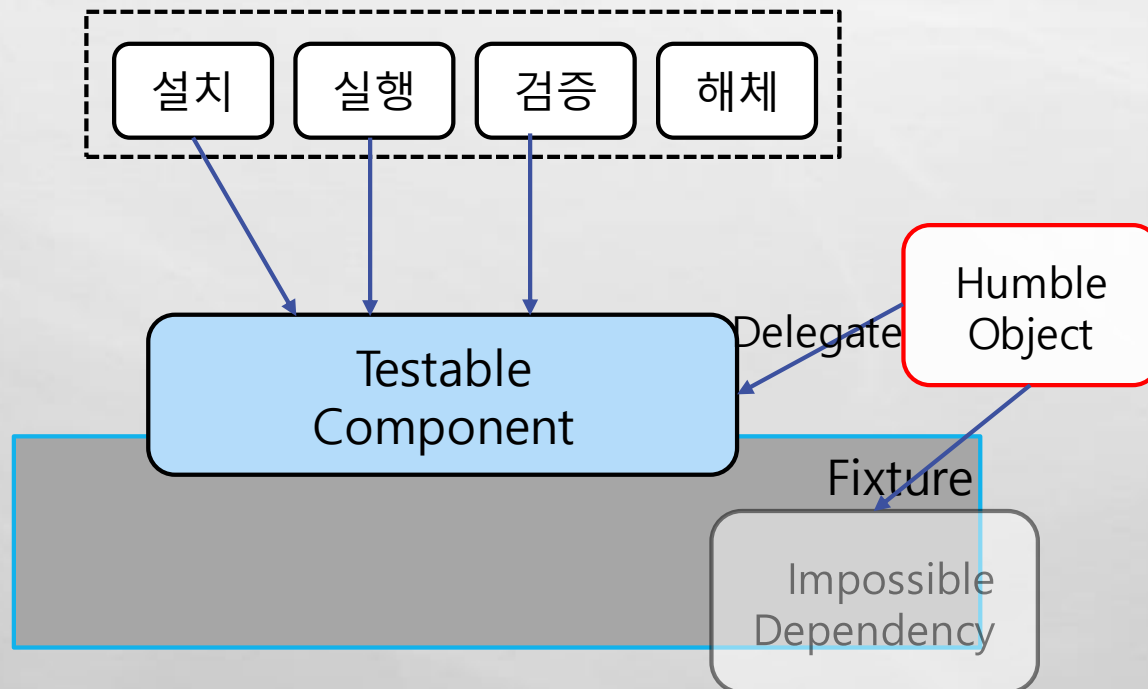 설치
실행
검증
해체
Humble
Object
Delegate
Testable
Component
Fixture
Impossible
Dependency